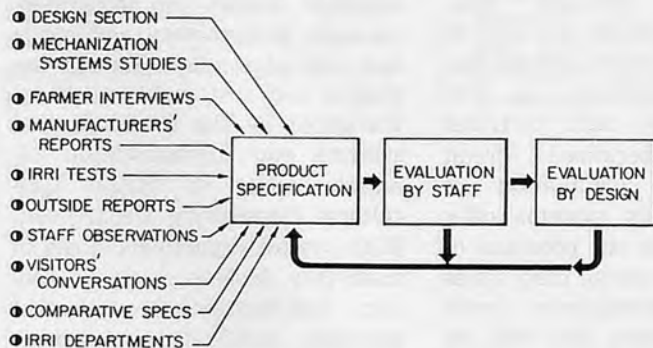 DESIGN SECTION
MECHANIZATION
SYSTEMS STUDIES
FARMER INTERVIEWS
MANUFACTURERS'
REPORTS
IRRI TESTS
OUTSIDE REPORTS
STAFF OBSERVATIONS
VISITORS'
CONVERSATIONS
COMPARATIVE SPECS
IRRI DEPARTMENTS
PRODUCT
SPECIFICATION
EVALUATION
BY STAFF
EVALUATION
BY DESIGN